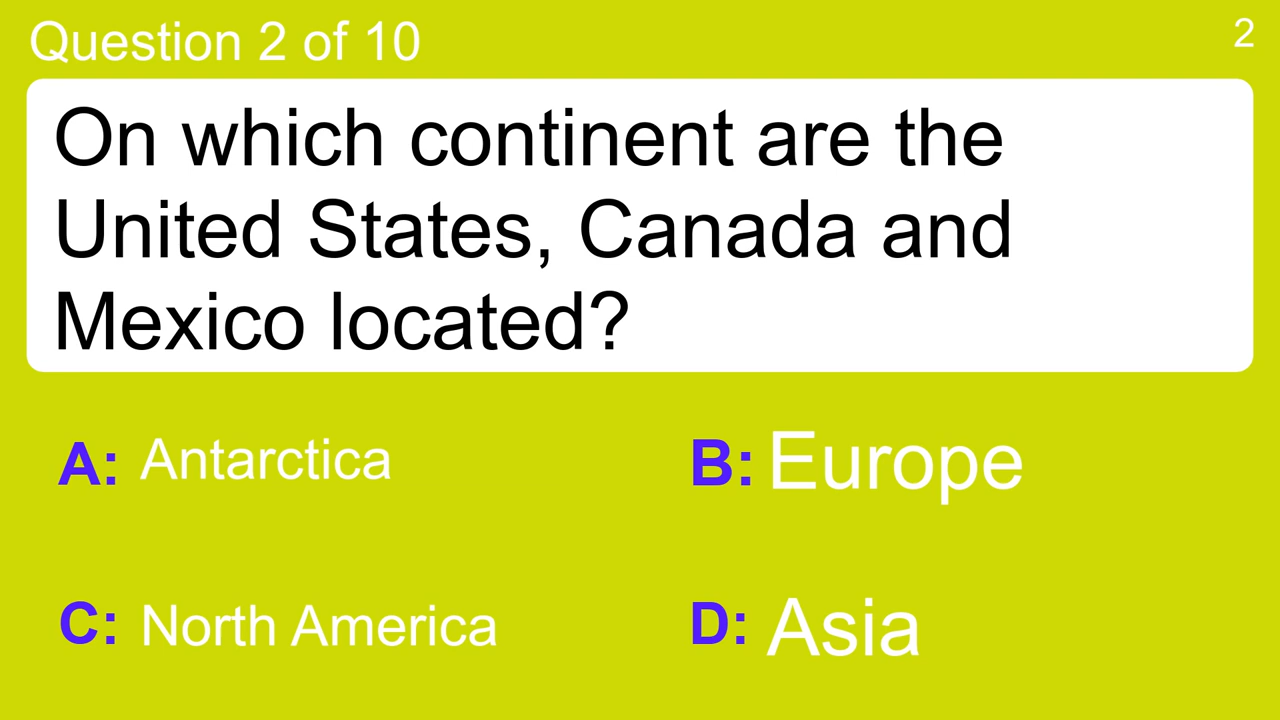 Question 2 of 10
2
On which continent are the
United States, Canada and
Mexico located?
A: Antarctica
B: Europe
C: North America
D: Asia